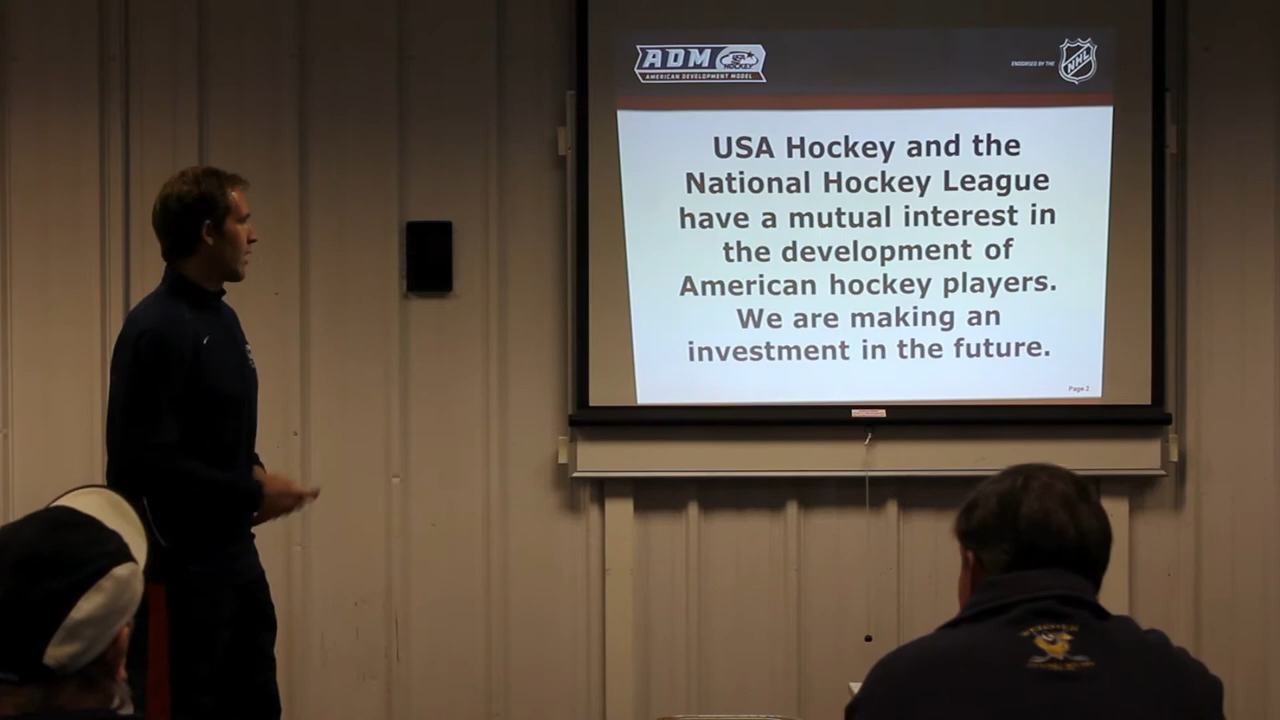 ADM
USA
HOCKEY
AMERICAN DEVELOPMENT MODEL
ENDORSED BY THE
NHL
USA Hockey and the
National Hockey League
have a mutual interest in
the development of
American hockey players.
We are making an
investment in the future.
Page 2